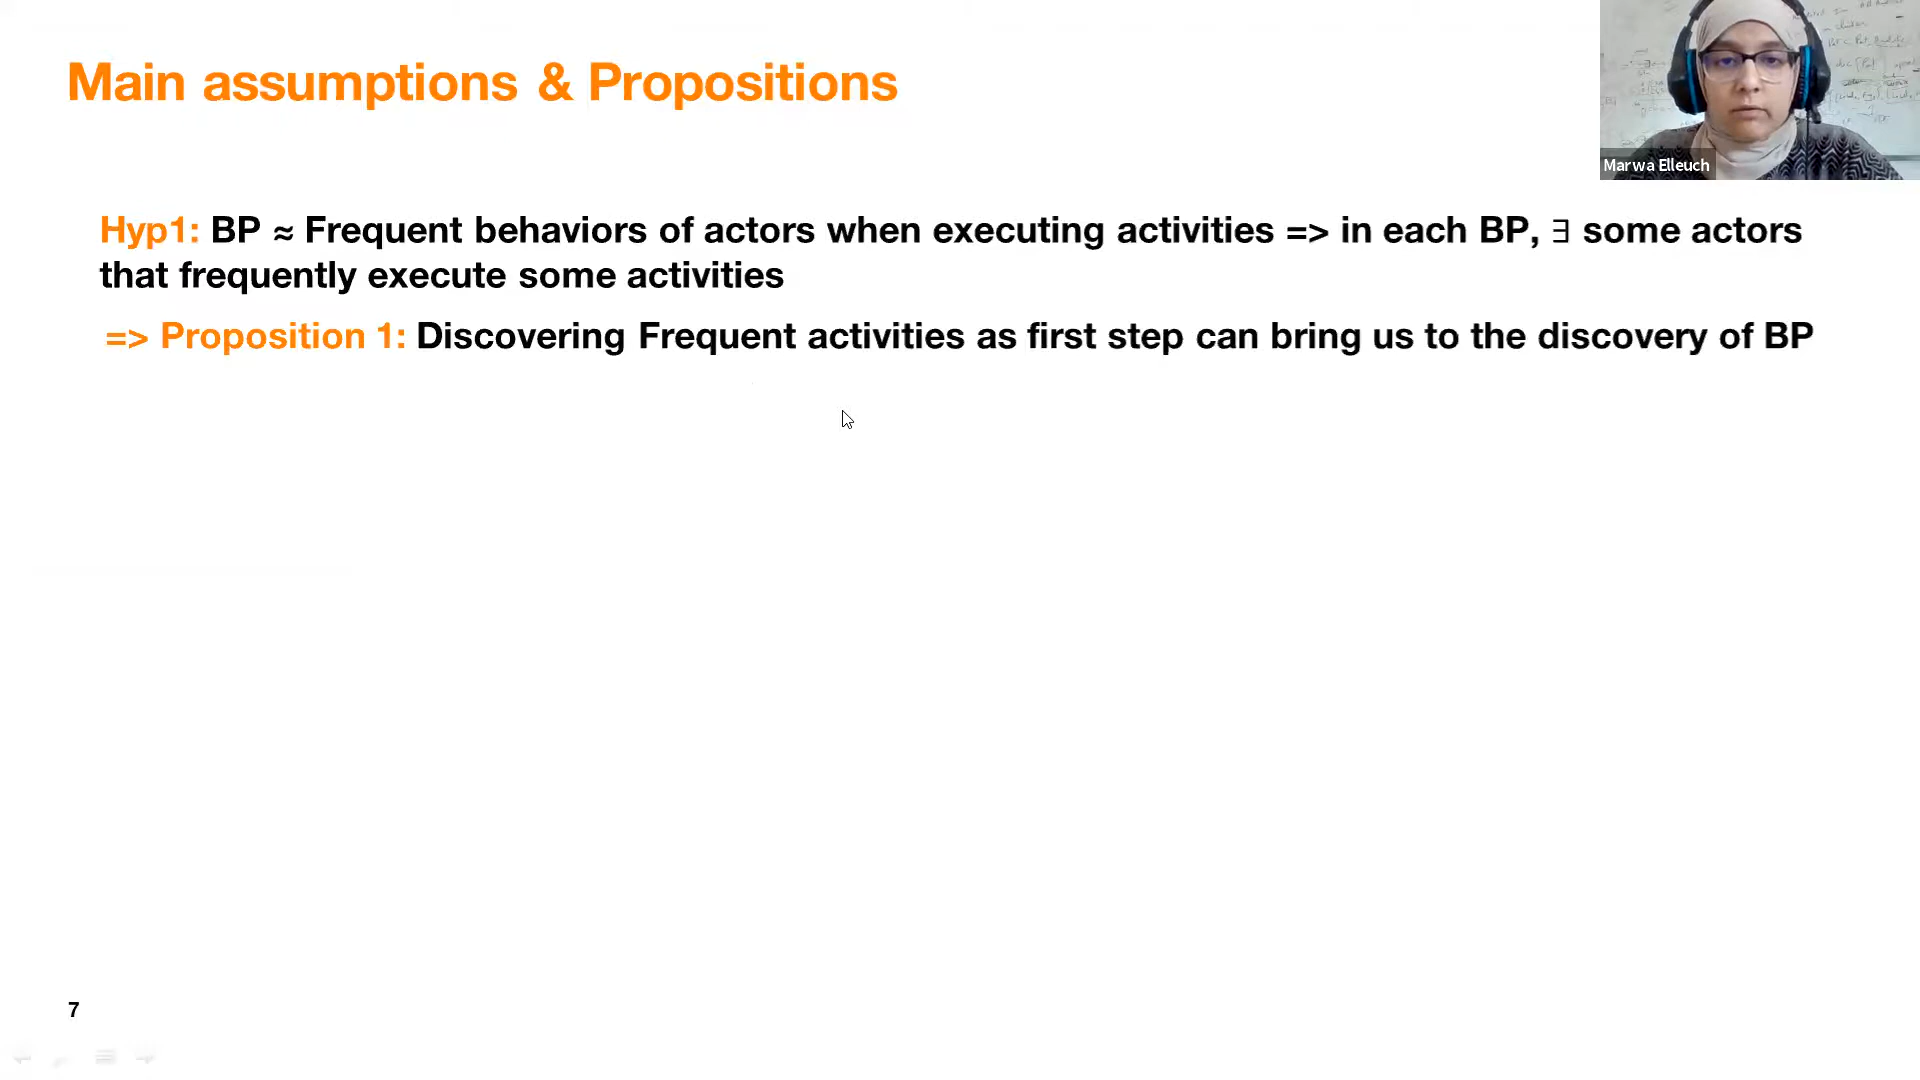 Main assumptions & Propositions
Marwa Elleuch
Hyp1: BP ≈ Frequent behaviors of actors when executing activities => in each BP, ∃ some actors
that frequently execute some activities
=> Proposition 1: Discovering Frequent activities as first step can bring us to the discovery of BP
7